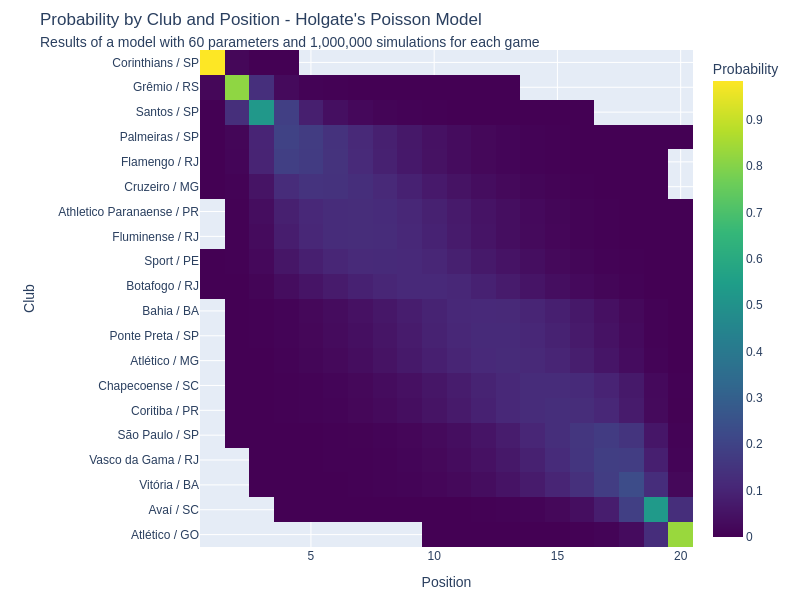 Probability by Club and Position - Holgate's Poisson Model
Results of a model with 60 parameters and 1,000,000 simulations for each game
Probability
Corinthians / SP
Grêmio / RS
Santos / SP
Palmeiras / SP
Flamengo / RJ
Cruzeiro / MG
Athletico Paranaense / PR
Fluminense / RJ
Sport / PE
Botafogo / RJ
Bahia / BA
Ponte Preta / SP
Atlético / MG
Chapecoense / SC
Coritiba / PR
São Paulo / SP
Vasco da Gama / RJ
Vitória / BA
Avaí / SC
Atlético / GO
Club
5
10
15
20
Position
0.9
0.8
0.7
0.6
0.5
0.4
0.3
0.2
0.1
0